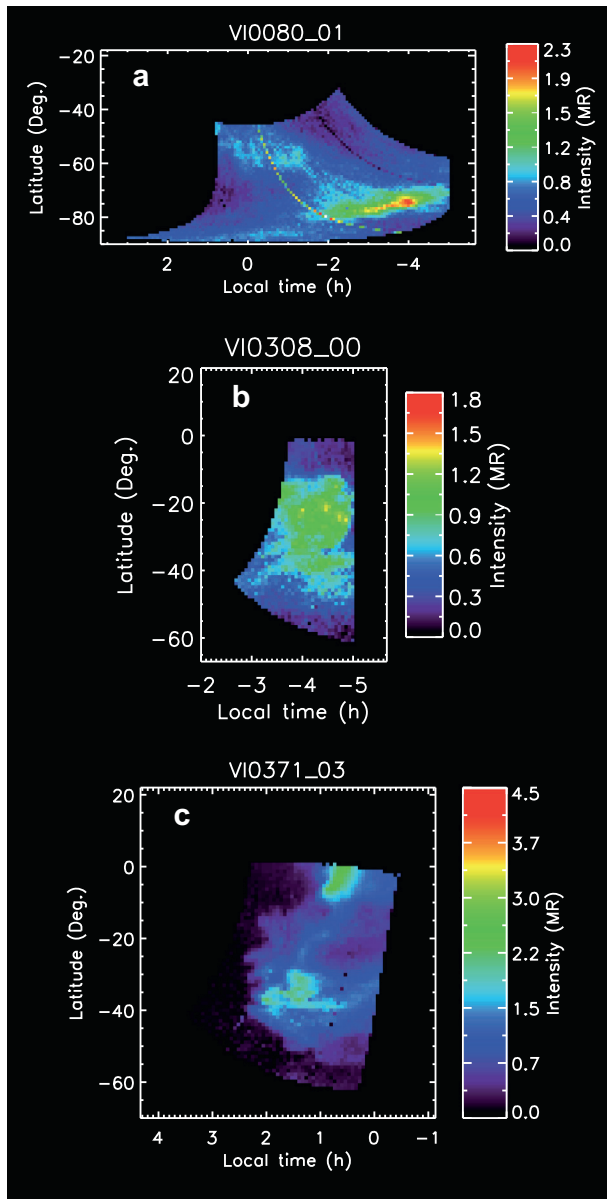 VI0080_01
a
Latitude (Deg.)
-20
-40
-60
-80
2 0 -2 -4
Local time (h)
2.3
1.9
1.6
1.2
0.8
0.4
0.0
Intensity (MR)
VI0308_00
b
Latitude (Deg.)
20
0
-20
-40
-60
-2 -3 -4 -5
Local time (h)
1.8
1.5
1.2
0.9
0.6
0.3
0.0
Intensity (MR)
VI0371_03
c
Latitude (Deg.)
20
0
-20
-40
-60
4 3 2 1 0 -1
Local time (h)
4.5
3.7
3.0
2.2
1.5
0.7
0.0
Intensity (MR)